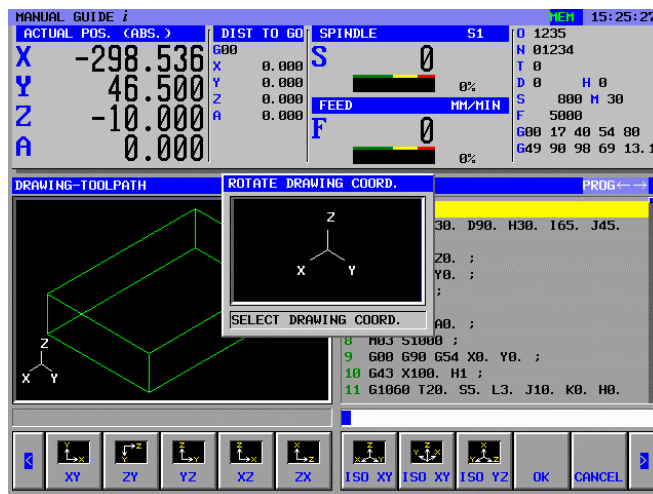 MANUAL GUIDE i MEM 15:25:27
ACTUAL POS. (ABS.) DIST TO GO SPINDLE S1 O 1235
X -298.536 G00 S 0 N 01234
X 0.000 T 0
Y 46.500 Y 0.000 0% D 0 H 0
Z -10.000 Z 0.000 FEED MM/MIN S 800 M 30
A 0.000 A 0.000 F 0 F 5000
G00 17 40 54 80
0% G49 90 98 69 13.1
DRAWING-TOOLPATH ROTATE DRAWING COORD. PROG←→
Z
X Y
SELECT DRAWING COORD.
Z
X Y
30. D90. H30. I65. J45.
Z0. ;
Y0. ;
;
A0. ;
8 M03 S1000 ;
9 G00 G90 G54 X0. Y0. ;
10 G43 X100. H1 ;
11 G1060 T20. S5. L3. J10. K0. H0.
< XY ZY YZ XZ ZX ISO XY ISO XY ISO YZ OK CANCEL >